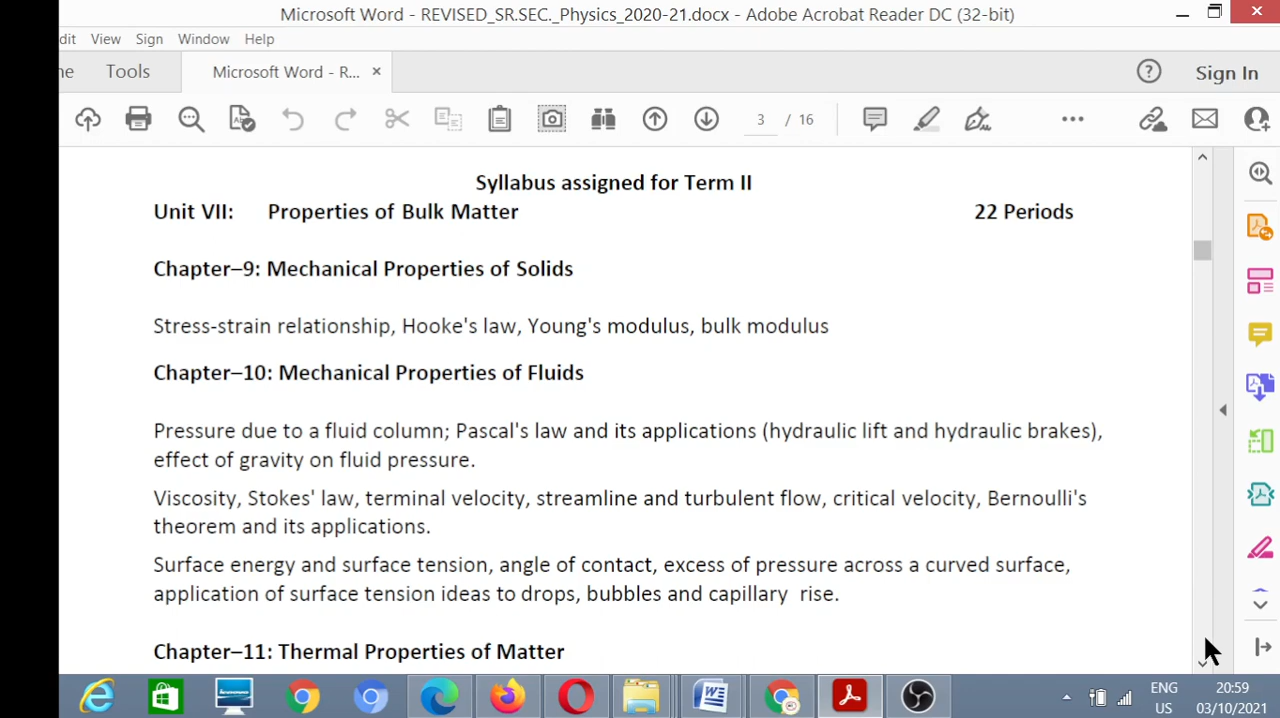 Microsoft Word - REVISED_SR.SEC._Physics_2020-21.docx - Adobe Acrobat Reader DC (32-bit)
dit View Sign Window Help
me Tools Microsoft Word - R... × Sign In
3 / 16
Syllabus assigned for Term II
Unit VII: Properties of Bulk Matter 22 Periods
Chapter–9: Mechanical Properties of Solids
Stress-strain relationship, Hooke's law, Young's modulus, bulk modulus
Chapter–10: Mechanical Properties of Fluids
Pressure due to a fluid column; Pascal's law and its applications (hydraulic lift and hydraulic brakes),
effect of gravity on fluid pressure.
Viscosity, Stokes' law, terminal velocity, streamline and turbulent flow, critical velocity, Bernoulli's
theorem and its applications.
Surface energy and surface tension, angle of contact, excess of pressure across a curved surface,
application of surface tension ideas to drops, bubbles and capillary rise.
Chapter–11: Thermal Properties of Matter
ENG 20:59
US 03/10/2021